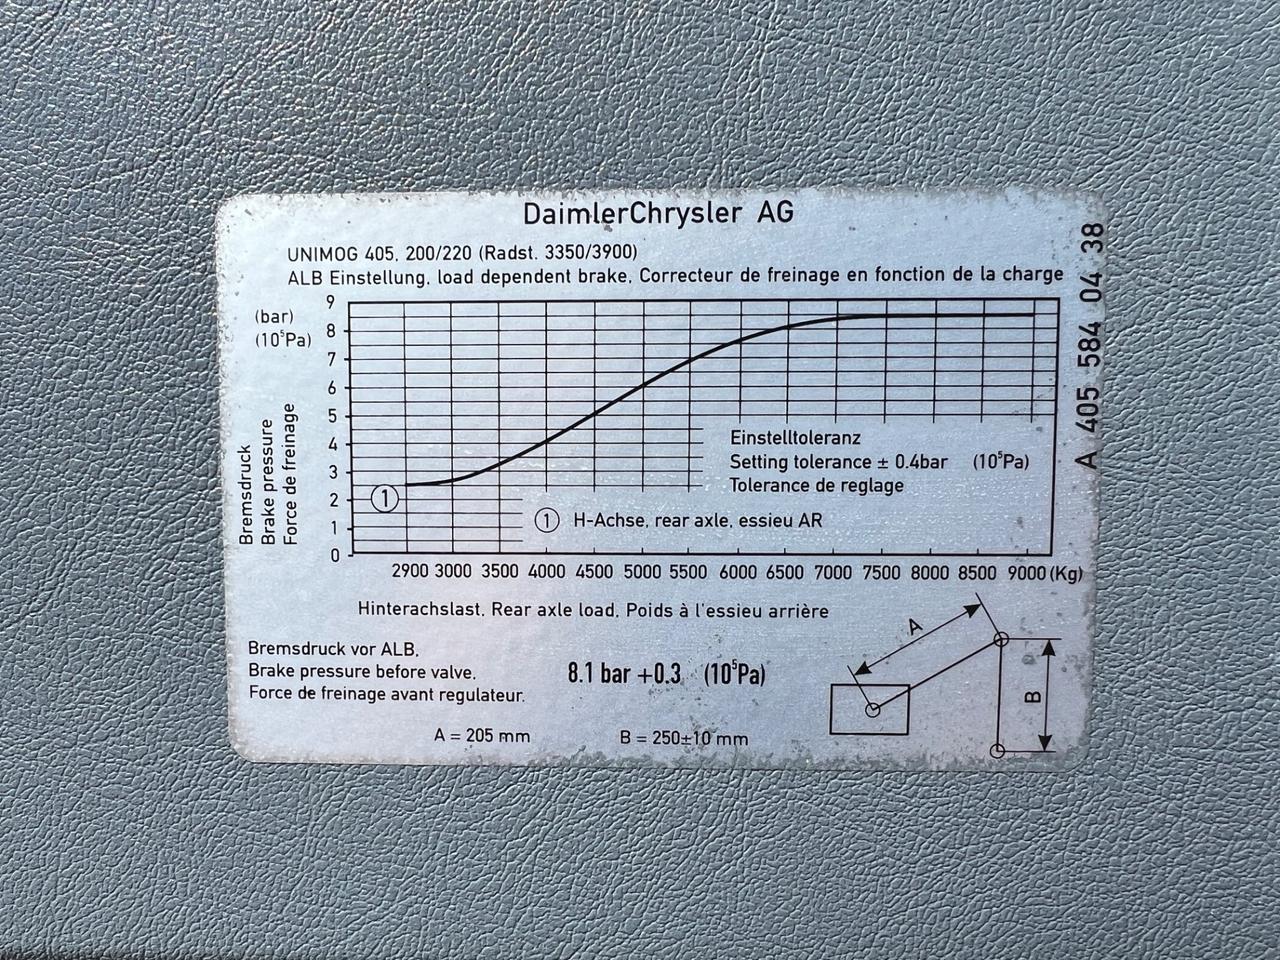 DaimlerChrysler AG
UNIMOG 405, 200/220 (Radst. 3350/3900)
ALB Einstellung, load dependent brake, Correcteur de freinage en fonction de la charge
A 405 584 04 38
(bar)
(10⁵Pa)
Bremsdruck
Brake pressure
Force de freinage
9
8
7
6
5
4
3
2
1
0
1
Einstelltoleranz
Setting tolerance ± 0.4bar (10⁵Pa)
Tolerance de reglage
1 H-Achse, rear axle, essieu AR
2900 3000 3500 4000 4500 5000 5500 6000 6500 7000 7500 8000 8500 9000 (Kg)
Hinterachslast, Rear axle load, Poids à l'essieu arrière
Bremsdruck vor ALB,
Brake pressure before valve,
Force de freinage avant regulateur.
8.1 bar +0.3 (10⁵Pa)
A = 205 mm B = 250±10 mm
A
B